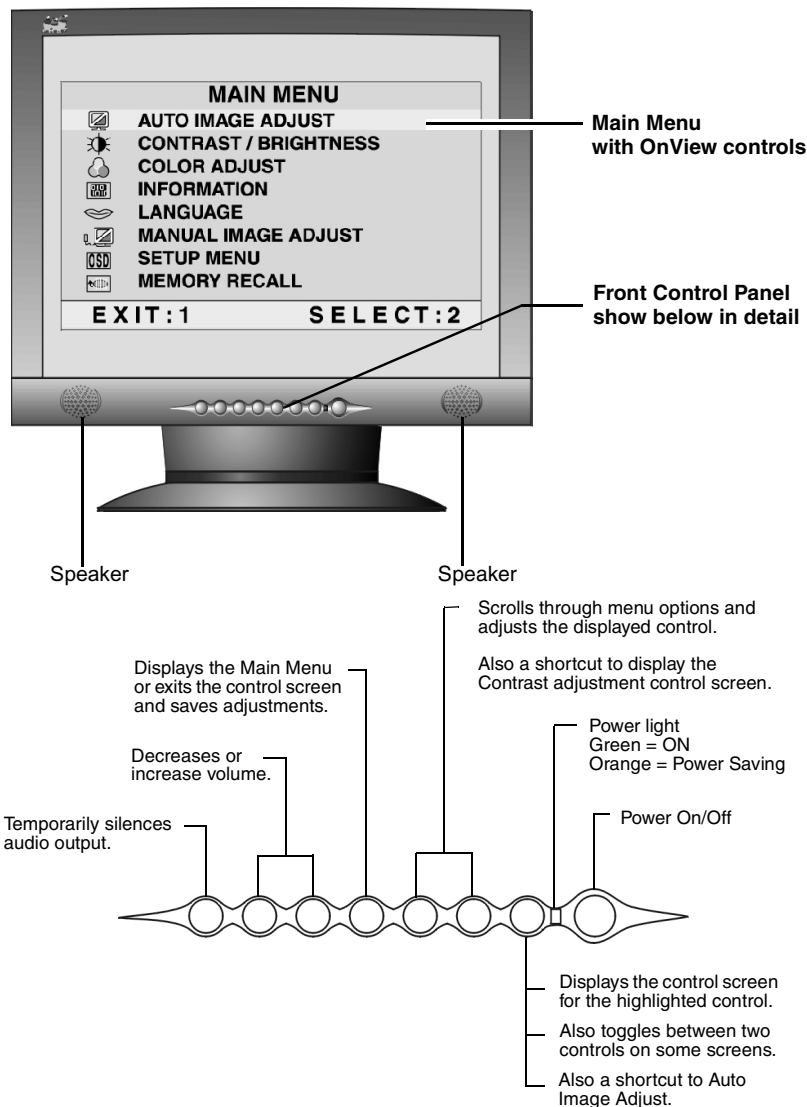 MAIN MENU
AUTO IMAGE ADJUST
CONTRAST / BRIGHTNESS
COLOR ADJUST
INFORMATION
LANGUAGE
MANUAL IMAGE ADJUST
OSD
SETUP MENU
MEMORY RECALL
EXIT:1 SELECT:2
Main Menu
with OnView controls
Front Control Panel
show below in detail
Speaker
Speaker
Scrolls through menu options and
adjusts the displayed control.
Also a shortcut to display the
Contrast adjustment control screen.
Displays the Main Menu
or exits the control screen
and saves adjustments.
Power light
Green = ON
Orange = Power Saving
Decreases or
increase volume.
Power On/Off
Temporarily silences
audio output.
Displays the control screen
for the highlighted control.
Also toggles between two
controls on some screens.
Also a shortcut to Auto
Image Adjust.